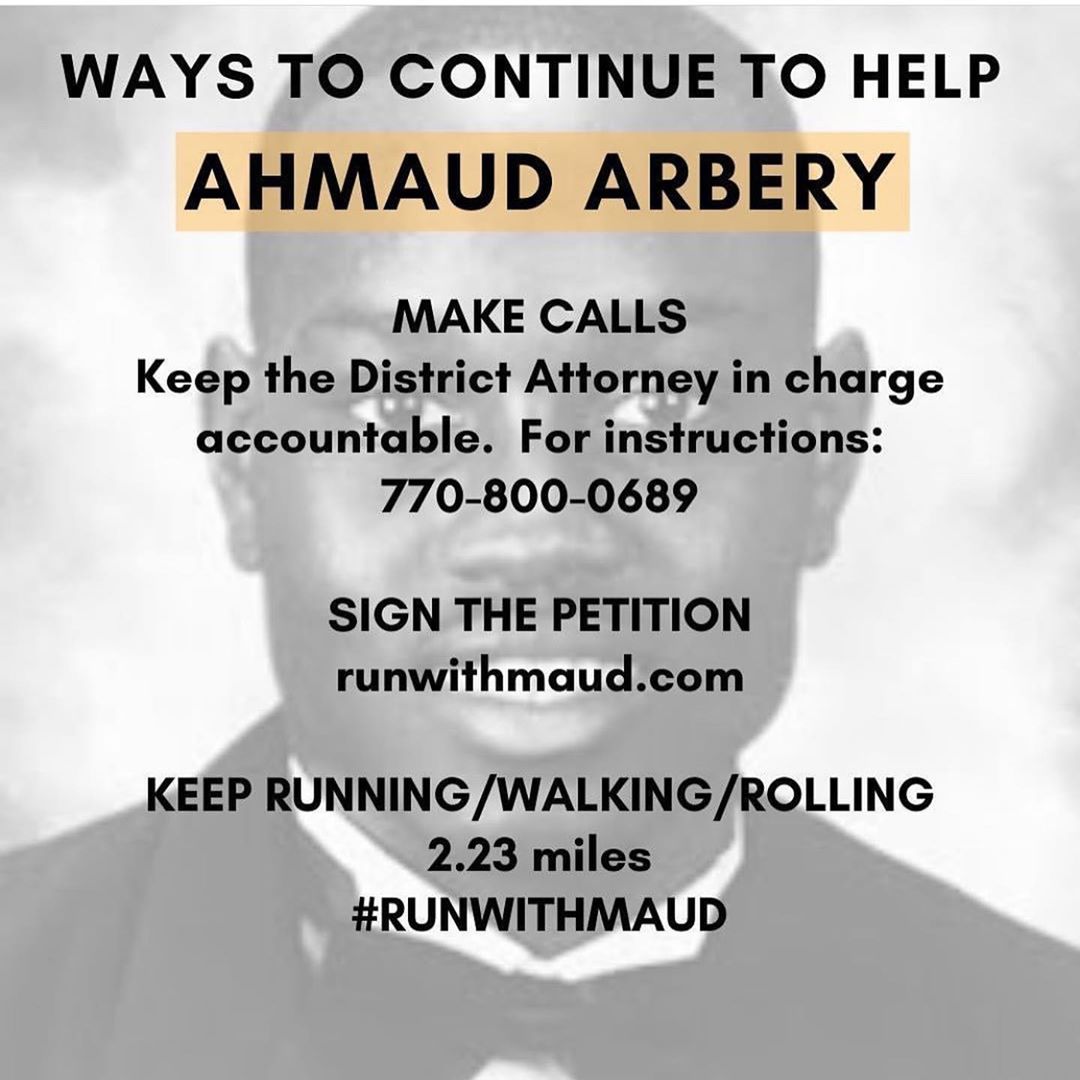 WAYS TO CONTINUE TO HELP
AHMAUD ARBERY
MAKE CALLS
Keep the District Attorney in charge
accountable. For instructions:
770-800-0689
SIGN THE PETITION
runwithmaud.com
KEEP RUNNING/WALKING/ROLLING
2.23 miles
#RUNWITHMAUD